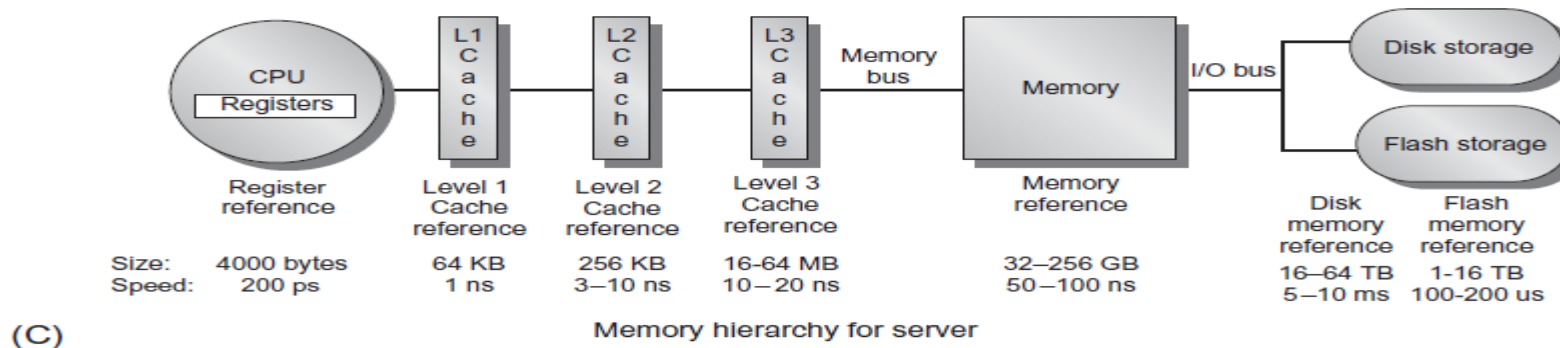 CPU
Registers
L1
Cache
L2
Cache
L3
Cache
Memory
bus
Memory
I/O bus
Disk storage
Flash storage
Register
reference
Level 1
Cache
reference
Level 2
Cache
reference
Level 3
Cache
reference
Memory
reference
Disk
memory
reference
Flash
memory
reference
Size: 4000 bytes 64 KB 256 KB 16-64 MB 32–256 GB 16–64 TB 1-16 TB
Speed: 200 ps 1 ns 3–10 ns 10–20 ns 50–100 ns 5–10 ms 100-200 us
(C) Memory hierarchy for server